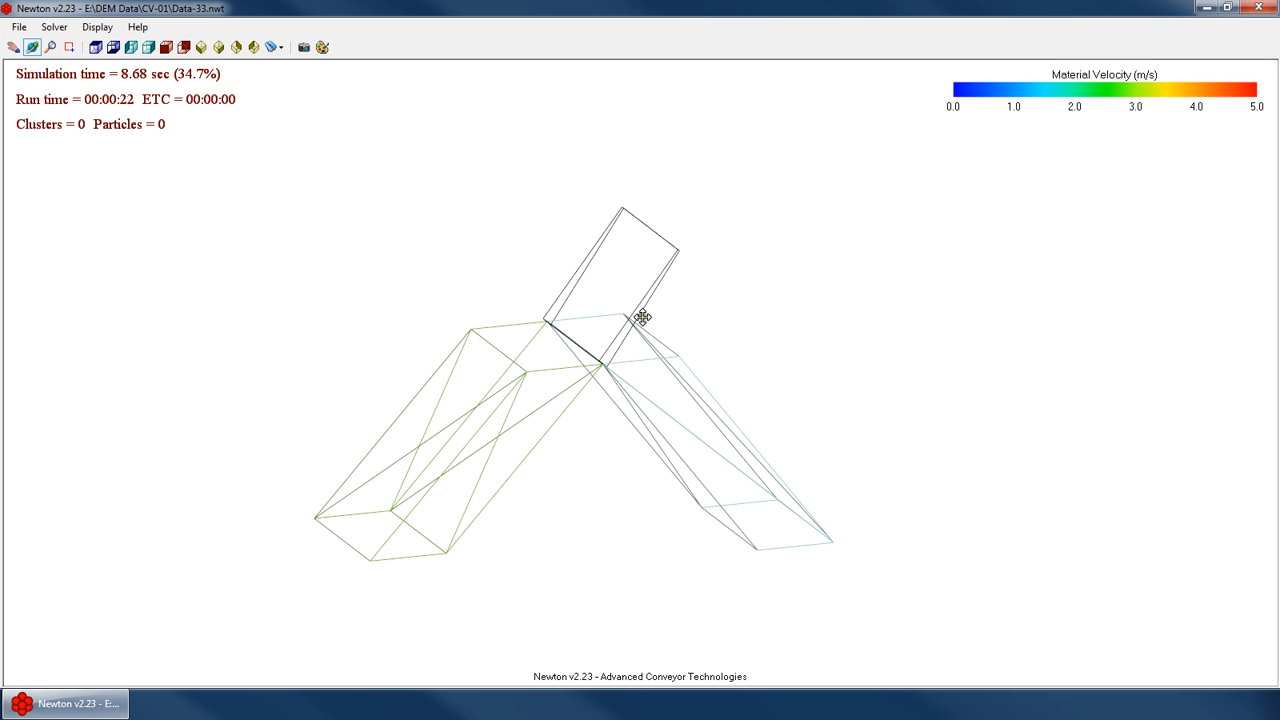 Newton v2.23 - E:\DEM Data\CV-01\Data-33.nwt
File Solver Display Help
Simulation time = 8.68 sec (34.7%)
Run time = 00:00:22 ETC = 00:00:00
Clusters = 0 Particles = 0
Material Velocity (m/s)
0.0 1.0 2.0 3.0 4.0 5.0
Newton v2.23 - Advanced Conveyor Technologies
Newton v2.23 - E:...